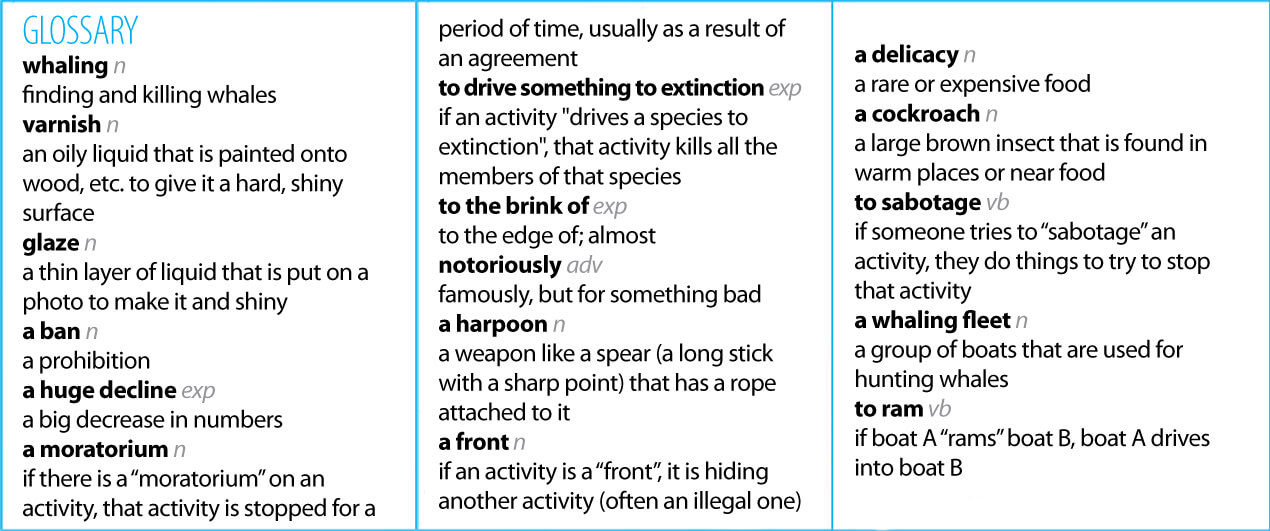 GLOSSARY
whaling n
finding and killing whales
varnish n
an oily liquid that is painted onto
wood, etc. to give it a hard, shiny
surface
glaze n
a thin layer of liquid that is put on a
photo to make it and shiny
a ban n
a prohibition
a huge decline exp
a big decrease in numbers
a moratorium n
if there is a “moratorium” on an
activity, that activity is stopped for a
period of time, usually as a result of
an agreement
to drive something to extinction exp
if an activity "drives a species to
extinction", that activity kills all the
members of that species
to the brink of exp
to the edge of; almost
notoriously adv
famously, but for something bad
a harpoon n
a weapon like a spear (a long stick
with a sharp point) that has a rope
attached to it
a front n
if an activity is a “front”, it is hiding
another activity (often an illegal one)
a delicacy n
a rare or expensive food
a cockroach n
a large brown insect that is found in
warm places or near food
to sabotage vb
if someone tries to “sabotage” an
activity, they do things to try to stop
that activity
a whaling fleet n
a group of boats that are used for
hunting whales
to ram vb
if boat A “rams” boat B, boat A drives
into boat B